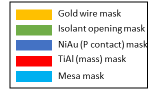 Gold wire mask
Isolant opening mask
NiAu (P contact) mask
TiAl (mass) mask
Mesa mask